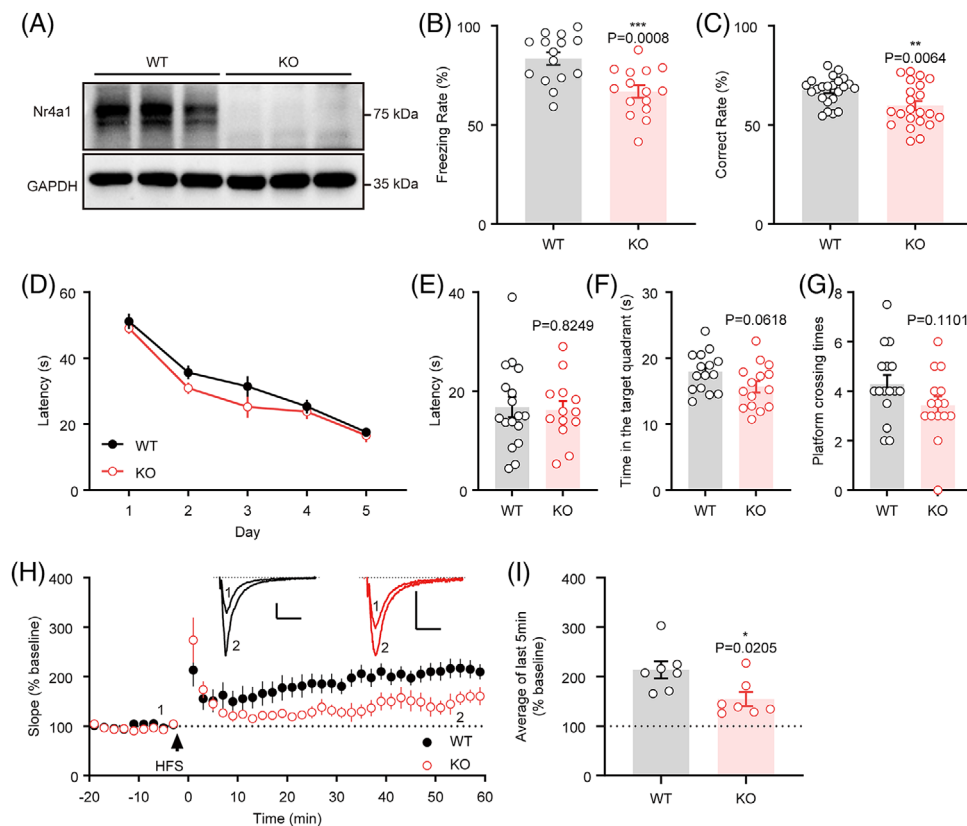 (A)
WT
KO
Nr4a1
75 kDa
GAPDH
35 kDa
(B)
Freezing Rate (%)
100
50
0
***
P=0.0008
WT
KO
(C)
Correct Rate (%)
100
50
0
**
P=0.0064
WT
KO
(D)
Latency (s)
60
40
20
0
WT
KO
1
2
3
4
5
Day
(E)
Latency (s)
40
20
0
P=0.8249
WT
KO
(F)
Time in the target quadrant (s)
30
20
10
0
P=0.0618
WT
KO
(G)
Platform crossing times
8
6
4
2
0
P=0.1101
WT
KO
(H)
Slope (% baseline)
400
300
200
100
0
1
2
1
2
1
2
HFS
WT
KO
-20
-10
0
10
20
30
40
50
60
Time (min)
(I)
Average of last 5min
(% baseline)
400
300
200
100
0
*
P=0.0205
WT
KO